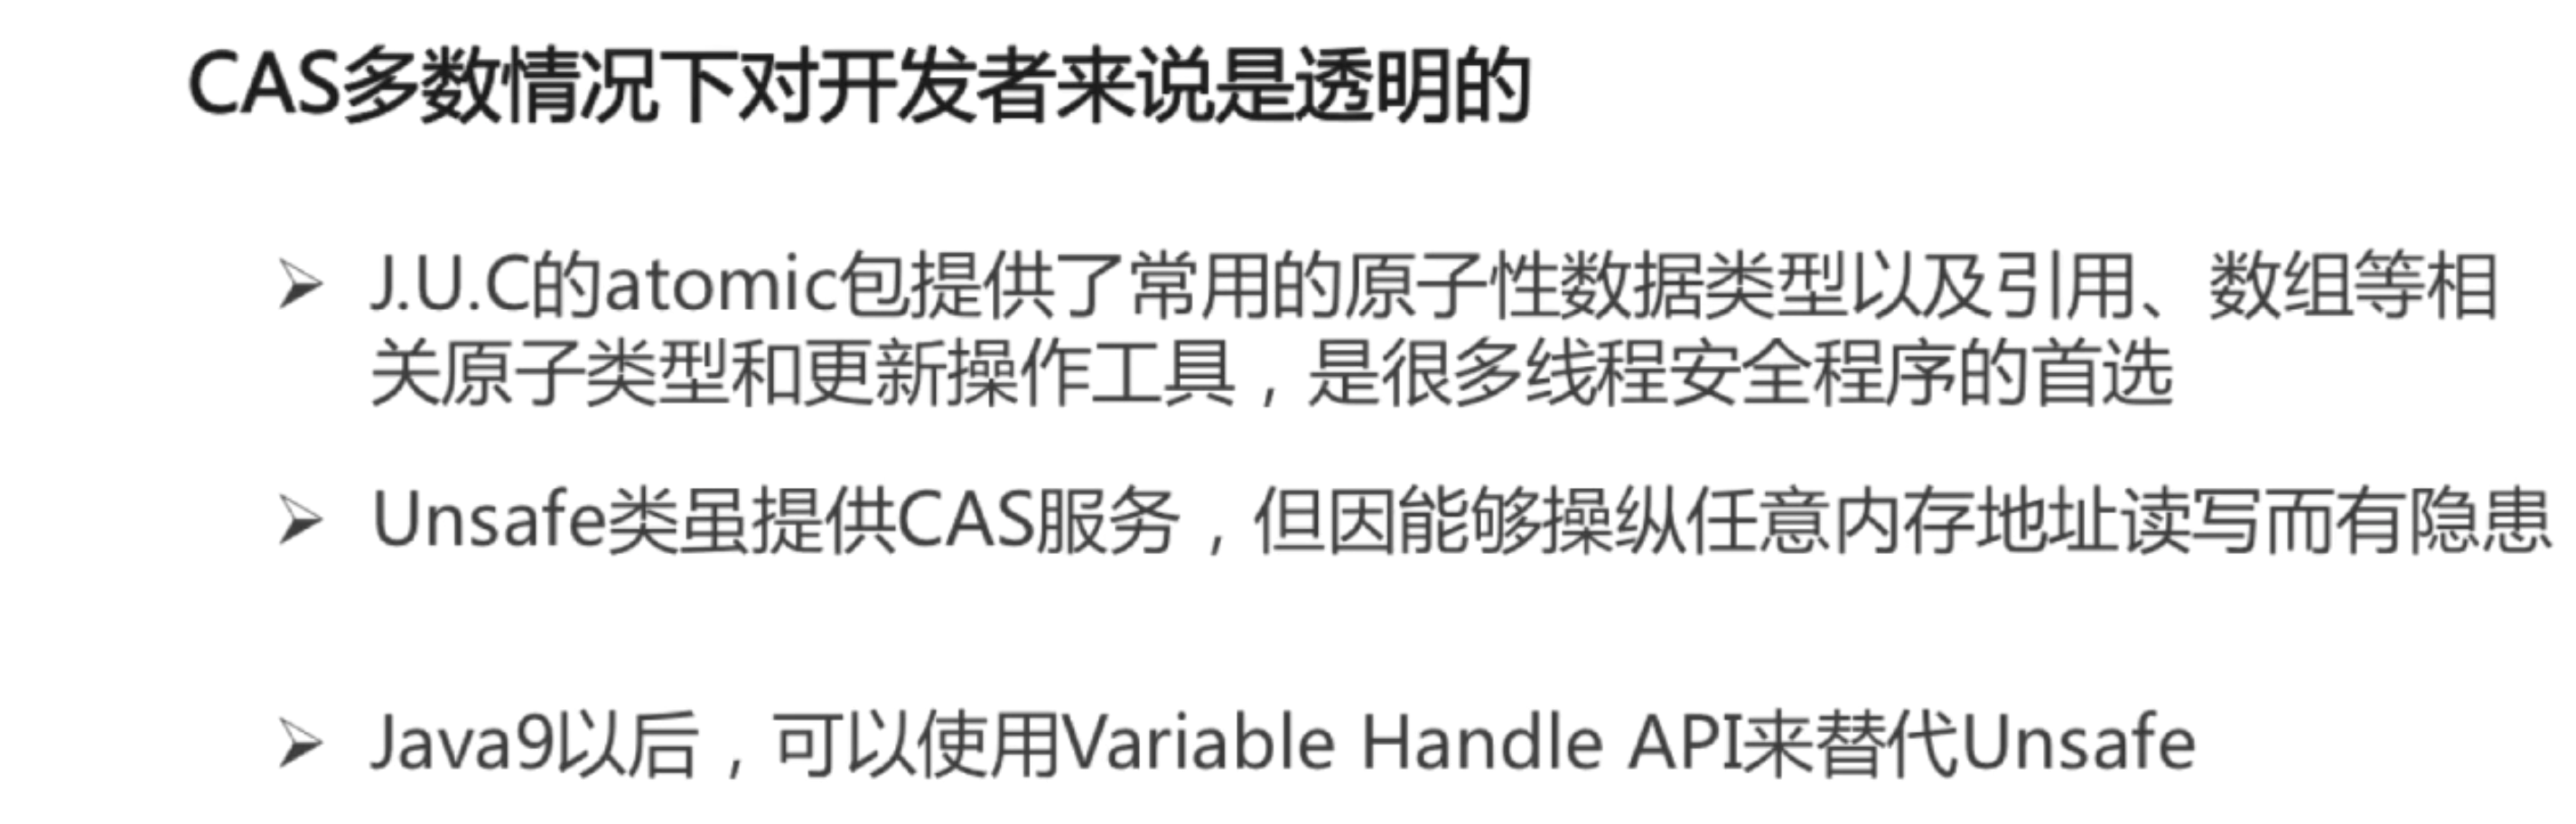 CAS多数情况下对开发者来说是透明的
➢ J.U.C的atomic包提供了常用的原子性数据类型以及引用、数组等相
关原子类型和更新操作工具，是很多线程安全程序的首选
➢ Unsafe类虽提供CAS服务，但因能够操纵任意内存地址读写而有隐患
➢ Java9以后，可以使用Variable Handle API来替代Unsafe